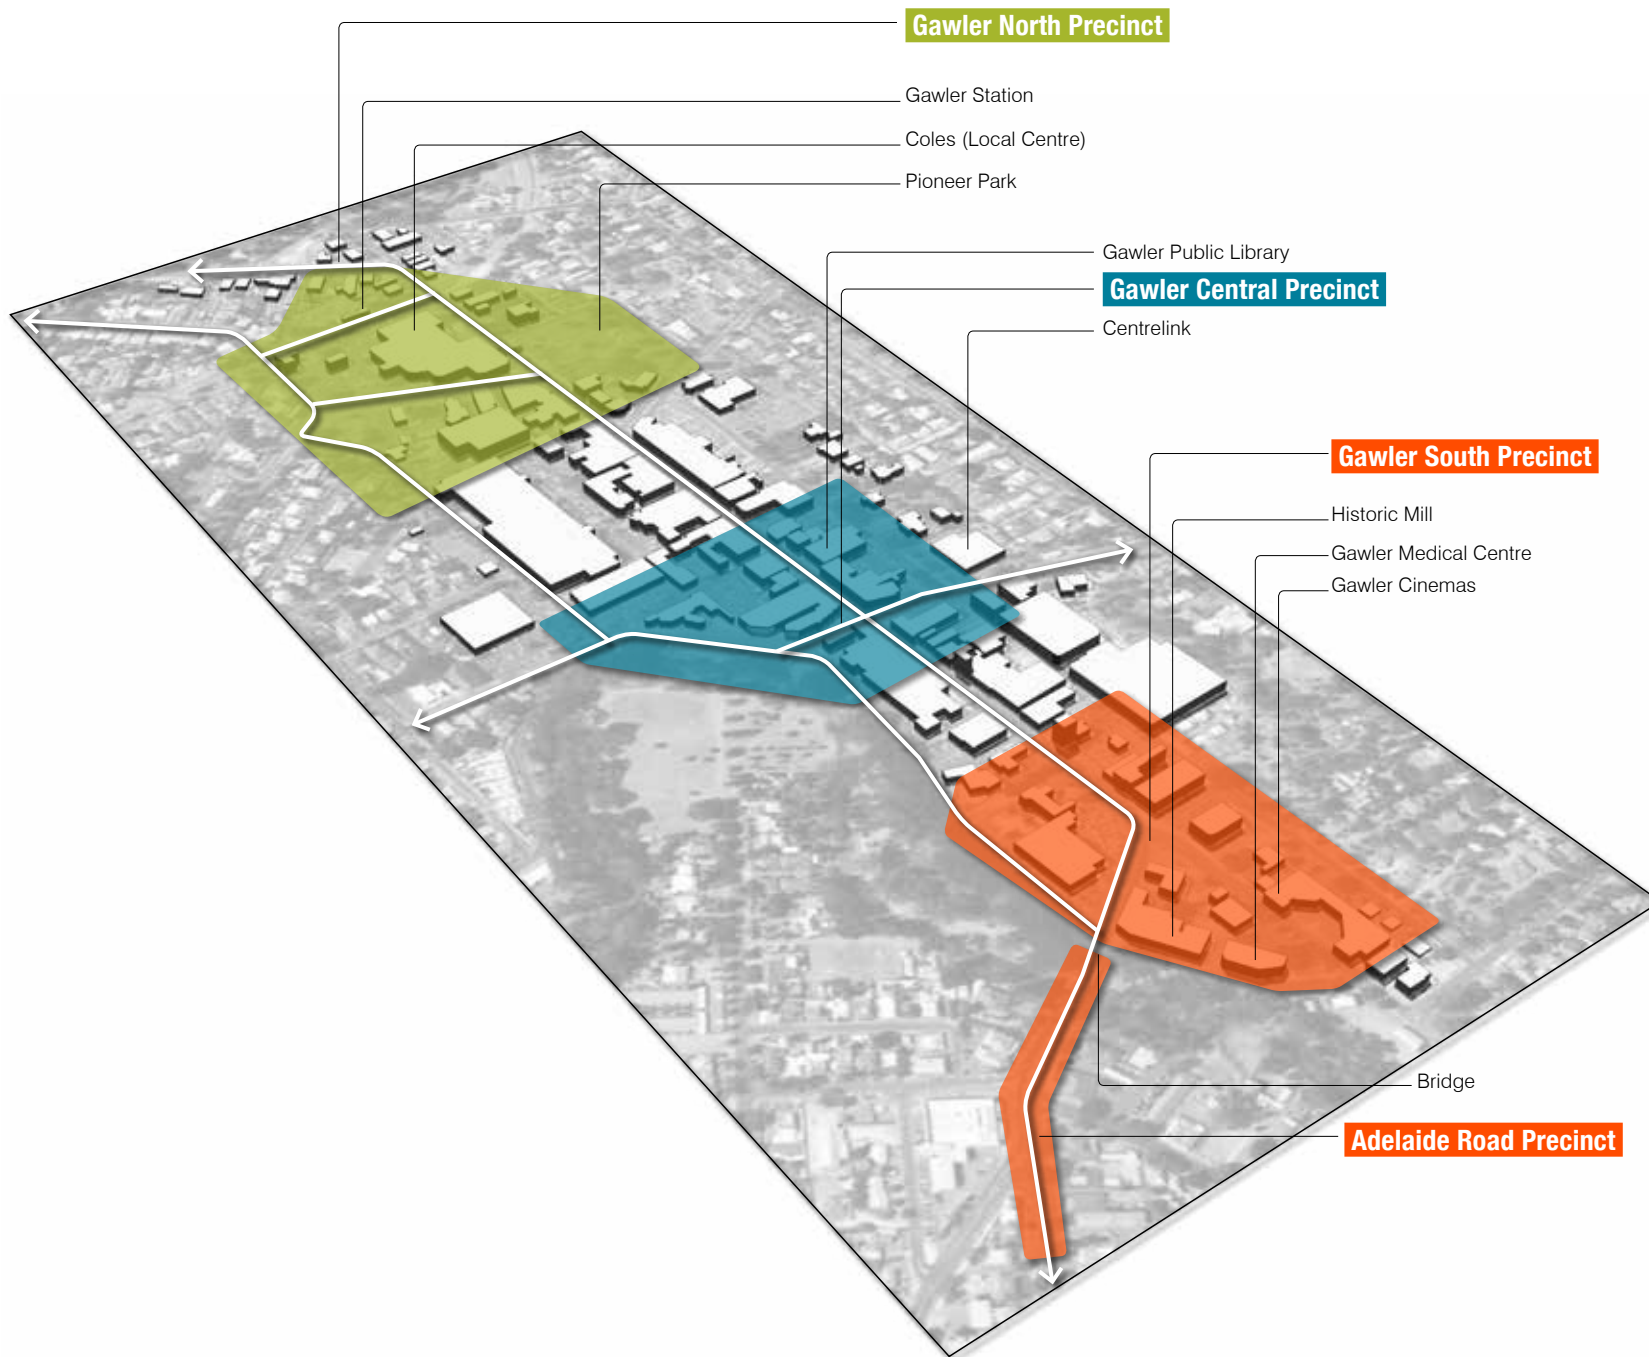 Gawler North Precinct
Gawler Station
Coles (Local Centre)
Pioneer Park
Gawler Public Library
Gawler Central Precinct
Centrelink
Gawler South Precinct
Historic Mill
Gawler Medical Centre
Gawler Cinemas
Bridge
Adelaide Road Precinct